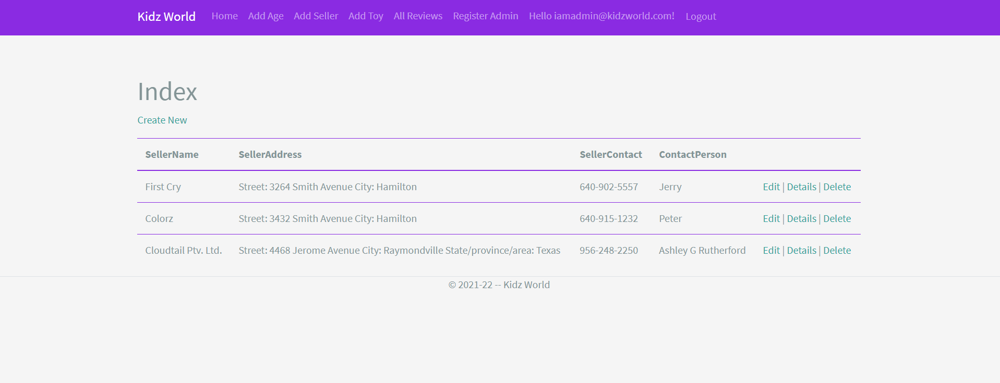 Kidz World Home Add Age Add Seller Add Toy All Reviews Register Admin Hello iamadmin@kidzworld.com! Logout
Index
Create New
SellerName SellerAddress SellerContact ContactPerson
First Cry Street: 3264 Smith Avenue City: Hamilton 640-902-5557 Jerry Edit | Details | Delete
Colorz Street: 3432 Smith Avenue City: Hamilton 640-915-1232 Peter Edit | Details | Delete
Cloudtail Ptv. Ltd. Street: 4468 Jerome Avenue City: Raymondville State/province/area: Texas 956-248-2250 Ashley G Rutherford Edit | Details | Delete
© 2021-22 -- Kidz World